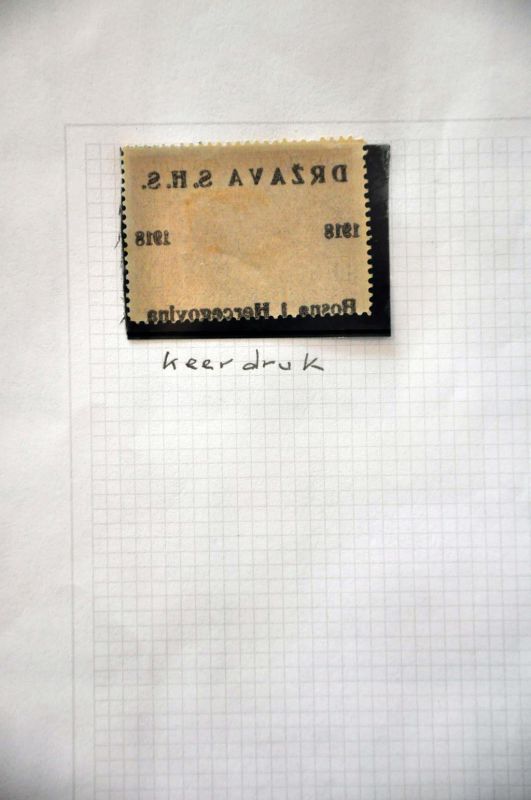 DRŽAVA S.H.S.
1918 1918
Bosna i Hercegovina
keerdruk